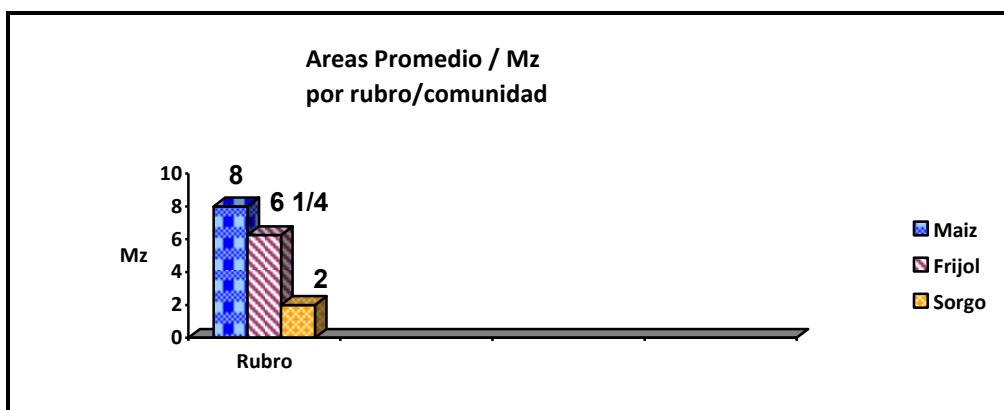 Areas Promedio / Mz
por rubro/comunidad
10
8
6
4
2
0
Mz
8
6 1/4
2
Rubro
Maiz
Frijol
Sorgo